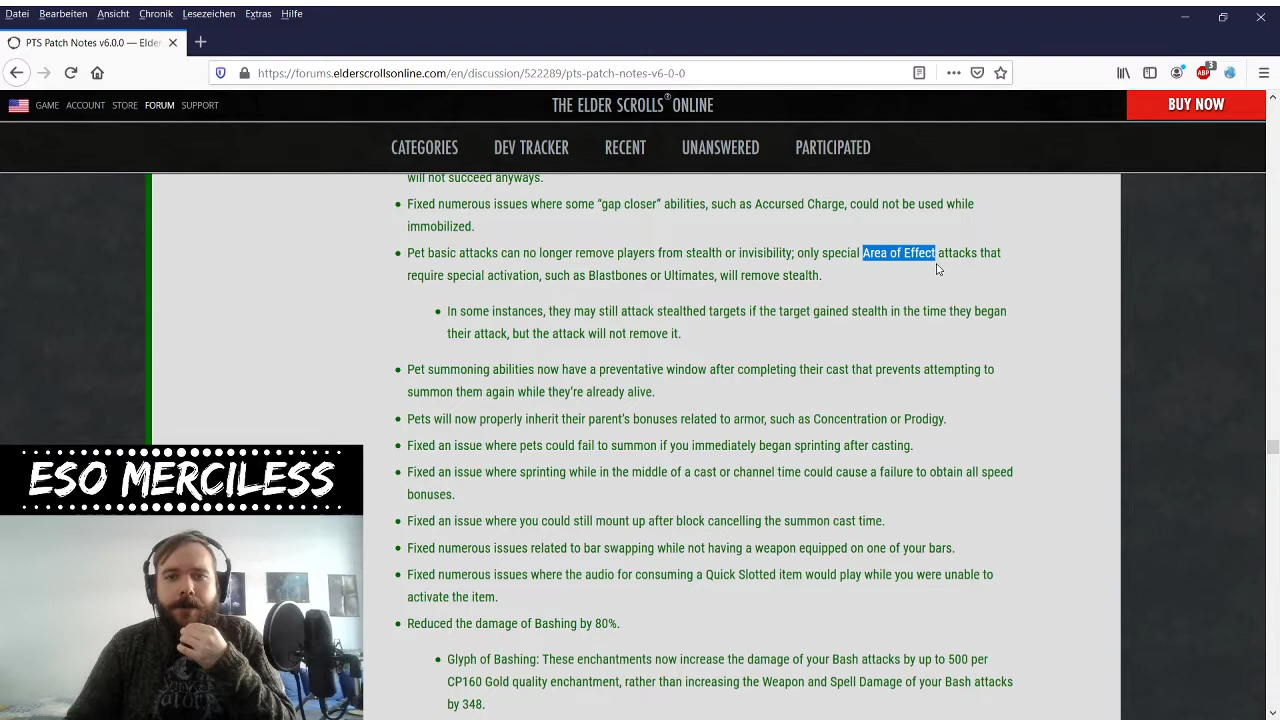 Datei Bearbeiten Ansicht Chronik Lesezeichen Extras Hilfe
PTS Patch Notes v6.0.0 — Elder
https://forums.elderscrollsonline.com/en/discussion/522289/pts-patch-notes-v6-0-0
ABP 3
GAME ACCOUNT STORE FORUM SUPPORT
THE ELDER SCROLLS® ONLINE
BUY NOW
CATEGORIES DEV TRACKER RECENT UNANSWERED PARTICIPATED
will not succeed anyways.
Fixed numerous issues where some “gap closer” abilities, such as Accursed Charge, could not be used while
immobilized.
Pet basic attacks can no longer remove players from stealth or invisibility; only special Area of Effect attacks that
require special activation, such as Blastbones or Ultimates, will remove stealth.
In some instances, they may still attack stealthed targets if the target gained stealth in the time they began
their attack, but the attack will not remove it.
Pet summoning abilities now have a preventative window after completing their cast that prevents attempting to
summon them again while they’re already alive.
Pets will now properly inherit their parent’s bonuses related to armor, such as Concentration or Prodigy.
Fixed an issue where pets could fail to summon if you immediately began sprinting after casting.
Fixed an issue where sprinting while in the middle of a cast or channel time could cause a failure to obtain all speed
bonuses.
Fixed an issue where you could still mount up after block cancelling the summon cast time.
Fixed numerous issues related to bar swapping while not having a weapon equipped on one of your bars.
Fixed numerous issues where the audio for consuming a Quick Slotted item would play while you were unable to
activate the item.
Reduced the damage of Bashing by 80%.
Glyph of Bashing: These enchantments now increase the damage of your Bash attacks by up to 500 per
CP160 Gold quality enchantment, rather than increasing the Weapon and Spell Damage of your Bash attacks
by 348.
ESO MERCILESS